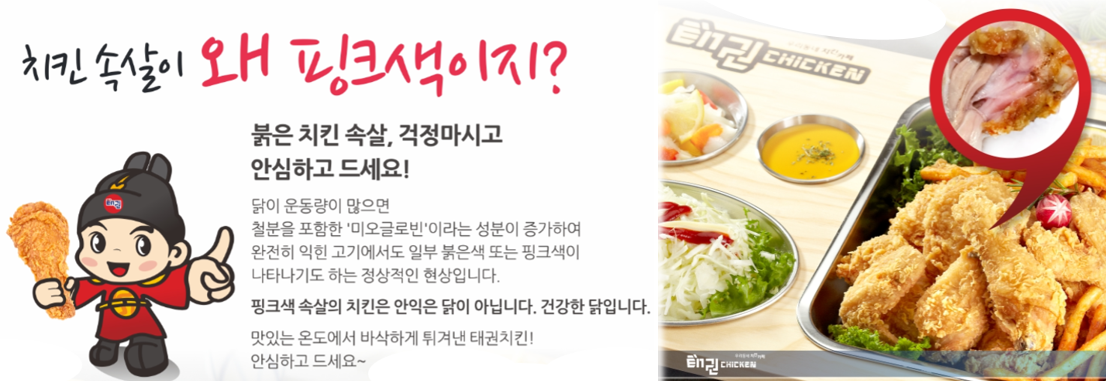 치킨 속살이 왜 핑크색이지?
붉은 치킨 속살, 걱정마시고
안심하고 드세요!
닭이 운동량이 많으면
철분을 포함한 '미오글로빈'이라는 성분이 증가하여
완전히 익힌 고기에서도 일부 붉은색 또는 핑크색이
나타나기도 하는 정상적인 현상입니다.
핑크색 속살의 치킨은 안익은 닭이 아닙니다. 건강한 닭입니다.
맛있는 온도에서 바삭하게 튀겨낸 태권치킨!
안심하고 드세요~
태권
태권 CHICKEN
태권 CHICKEN